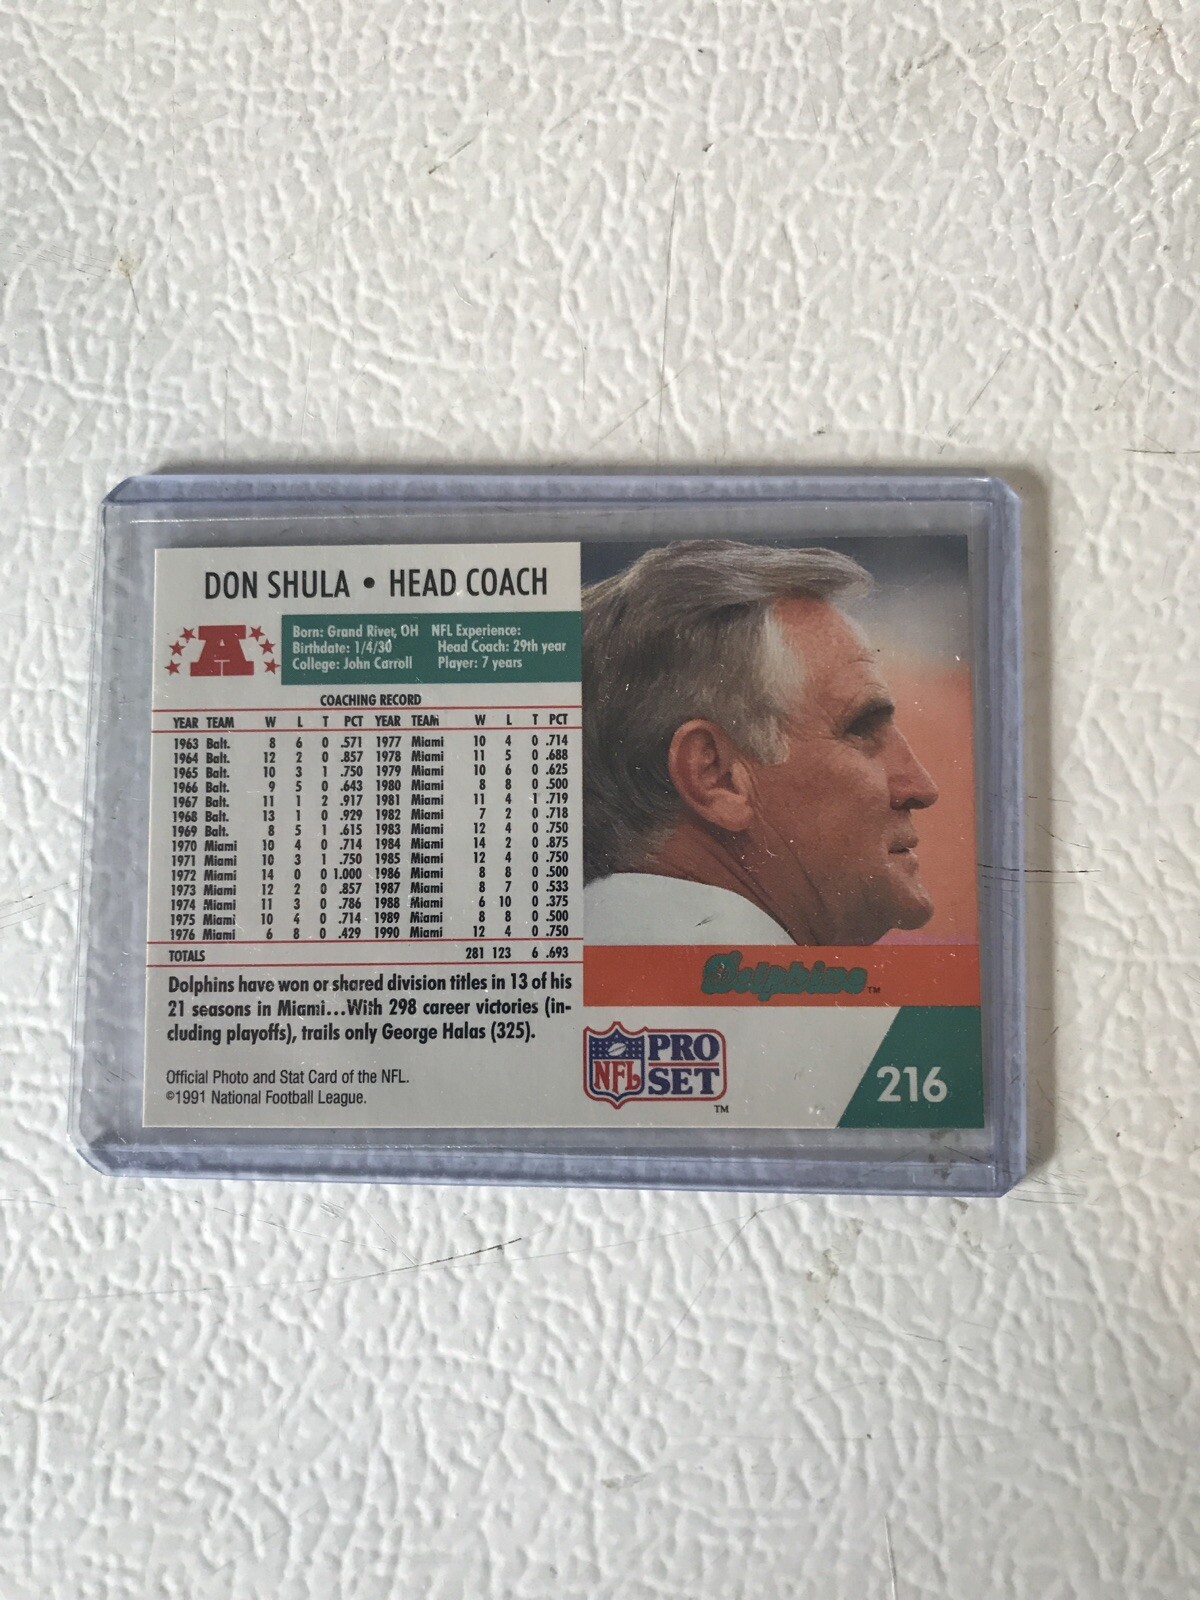 DON SHULA • HEAD COACH
A
Born: Grand River, OH NFL Experience:
Birthdate: 1/4/30 Head Coach: 29th year
College: John Carroll Player: 7 years
COACHING RECORD
YEAR TEAM W L T PCT YEAR TEAM W L T PCT
1963 Balt. 8 6 0 .571 1977 Miami 10 4 0 .714
1964 Balt. 12 2 0 .857 1978 Miami 11 5 0 .688
1965 Balt. 10 3 1 .750 1979 Miami 10 6 0 .625
1966 Balt. 9 5 0 .643 1980 Miami 8 8 0 .500
1967 Balt. 11 1 2 .917 1981 Miami 11 4 1 .719
1968 Balt. 13 1 0 .929 1982 Miami 7 2 0 .718
1969 Balt. 8 5 1 .615 1983 Miami 12 4 0 .750
1970 Miami 10 4 0 .714 1984 Miami 14 2 0 .875
1971 Miami 10 3 1 .750 1985 Miami 12 4 0 .750
1972 Miami 14 0 0 1.000 1986 Miami 8 8 0 .500
1973 Miami 12 2 0 .857 1987 Miami 8 7 0 .533
1974 Miami 11 3 0 .786 1988 Miami 6 10 0 .375
1975 Miami 10 4 0 .714 1989 Miami 8 8 0 .500
1976 Miami 6 8 0 .429 1990 Miami 12 4 0 .750
TOTALS 281 123 6 .693
Dolphins have won or shared division titles in 13 of his
21 seasons in Miami...With 298 career victories (in-
cluding playoffs), trails only George Halas (325).
Official Photo and Stat Card of the NFL.
©1991 National Football League.
Dolphins TM
NFL PRO SET TM
216